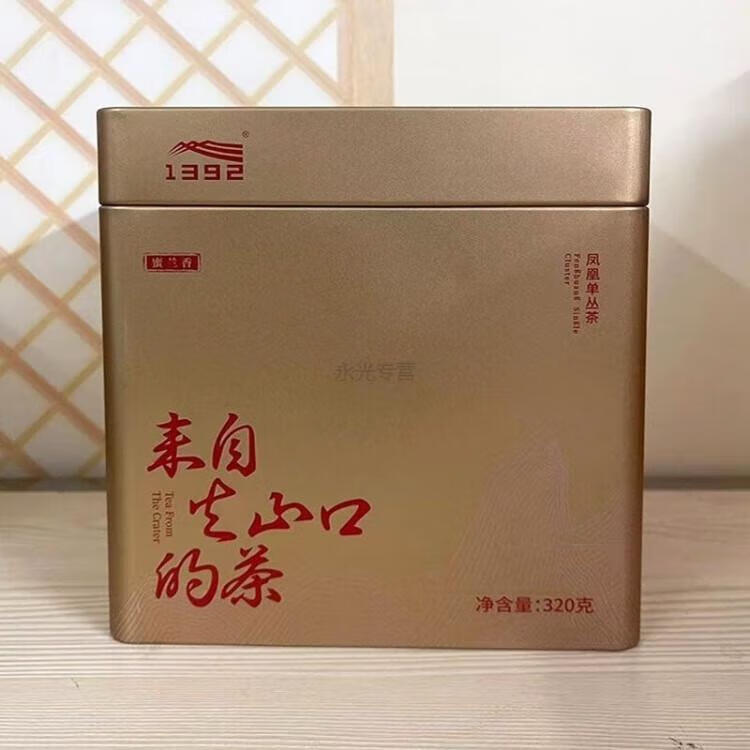 ®
1392
蜜兰香
凤凰单丛茶
FengHuang Single
Cluster
永光专营
来自
火山口
的茶
Tea From
The Crater
净含量:320克